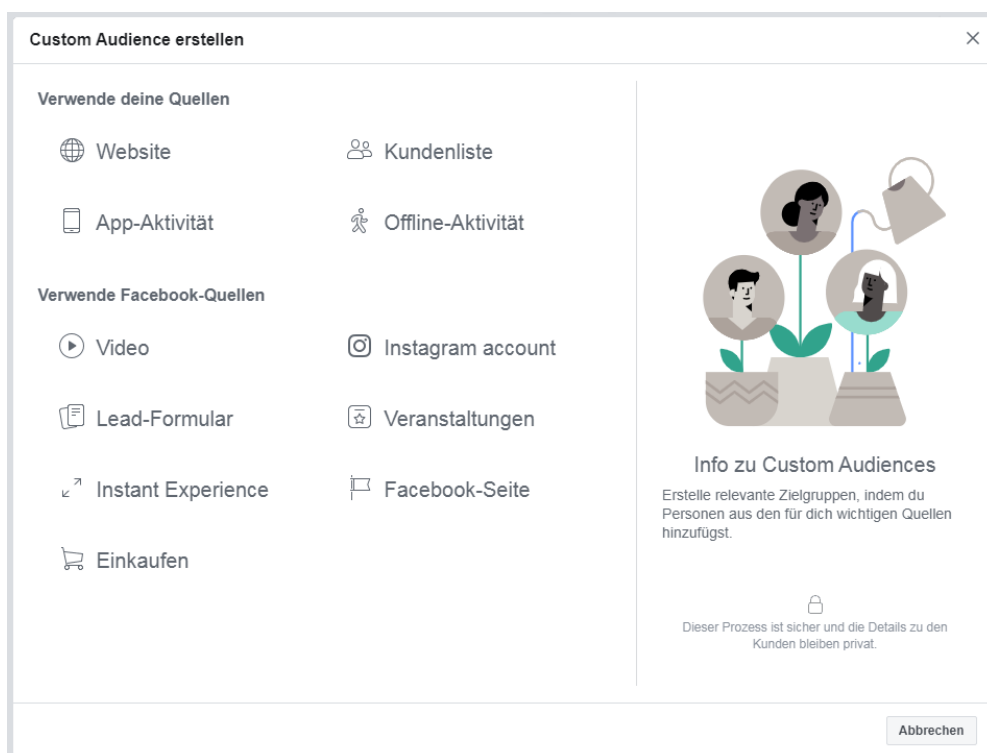 Custom Audience erstellen
Verwende deine Quellen
Website
Kundenliste
App-Aktivität
Offline-Aktivität
Verwende Facebook-Quellen
Video
Instagram account
Lead-Formular
Veranstaltungen
Instant Experience
Facebook-Seite
Einkaufen
Info zu Custom Audiences
Erstelle relevante Zielgruppen, indem du
Personen aus den für dich wichtigen Quellen
hinzufügst.
Dieser Prozess ist sicher und die Details zu den
Kunden bleiben privat.
Abbrechen